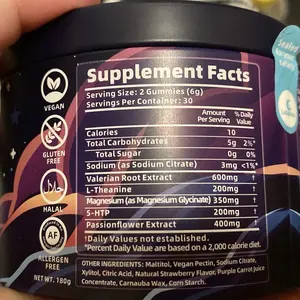 Sealed
VEGAN
GLUTEN
FREE
حلال
HALAL
AF
ALLERGEN
FREE
NET WT. 180g
Supplement Facts
Serving Size: 2 Gummies (6g)
Servings Per Container: 30
Amount Per Serving % Daily Value
Calories 10
Total Carbohydrates 5g 2%*
Total Sugar 0g 0%
Sodium (as Sodium Citrate) 3mg <1%*
Valerian Root Extract 600mg †
L-Theanine 200mg †
Magnesium (as Magnesium Glycinate) 350mg †
5-HTP 200mg †
Passionflower Extract 400mg †
†Daily Values not established.
*Percent Daily Value are based on a 2,000 calorie diet.
OTHER INGREDIENTS: Maltitol, Vegan Pectin, Sodium Citrate,
Xylitol, Citric Acid, Natural Strawberry Flavor, Purple Carrot Juice
Concentrate, Carnauba Wax, Corn Starch.